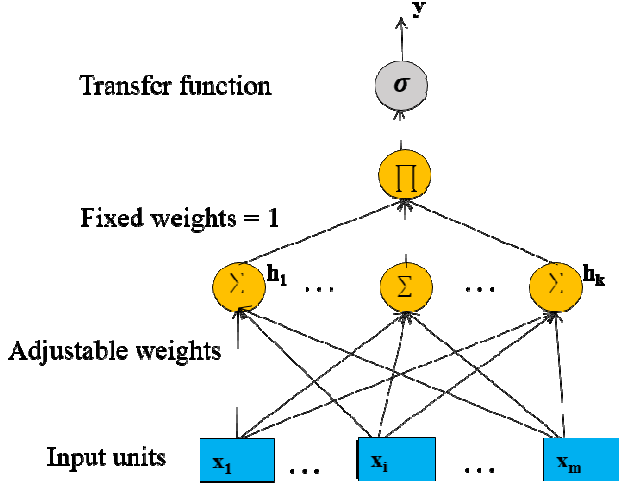 y
Transfer function
σ
∏
Fixed weights = 1
Σ h₁ ... Σ ... Σ hₖ
Adjustable weights
Input units
x₁ ... xᵢ ... xₘ